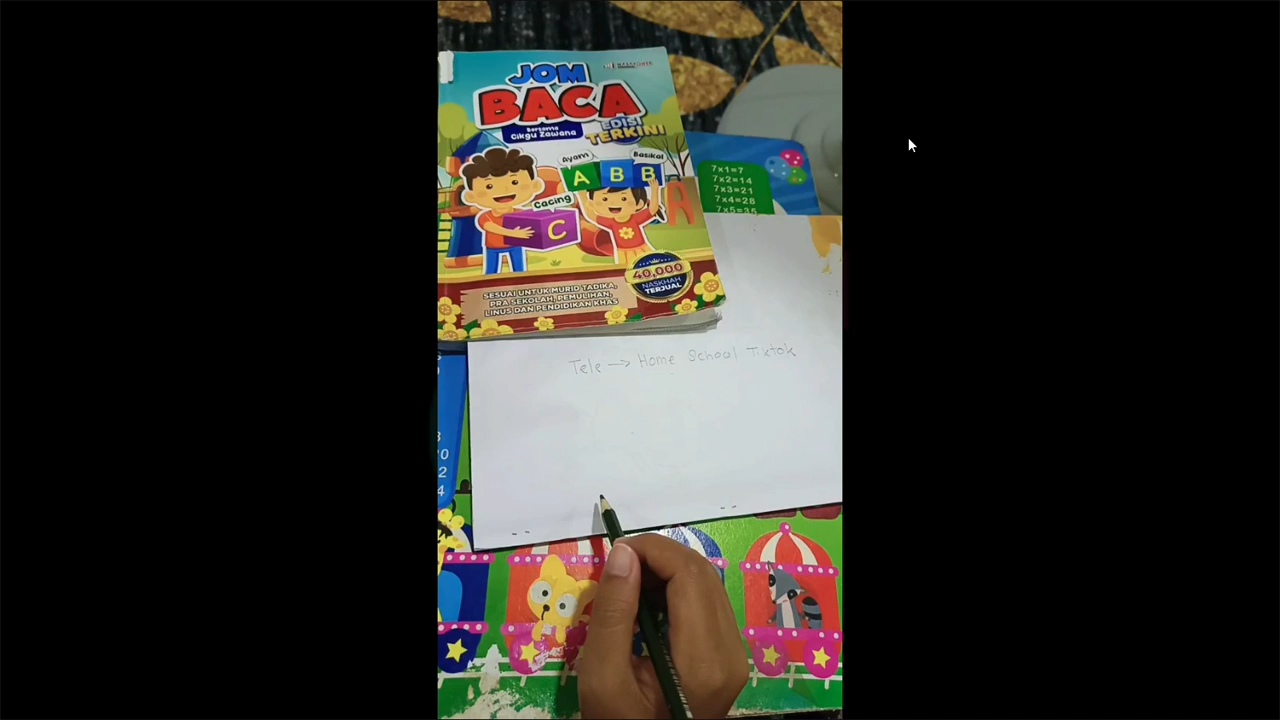 JOM
BACA
Bersama
Cikgu Zawana
EDISI
TERKINI
Ayam
Basikal
A B B
Cacing
C
A
40,000
NASKHAH
TERJUAL
SESUAI UNTUK MURID TADIKA,
PRA SEKOLAH, PEMULIHAN,
LINUS DAN PENDIDIKAN KHAS
7x1=7
7x2=14
7x3=21
7x4=28
7x5=35
Tele → Home School Tiktok